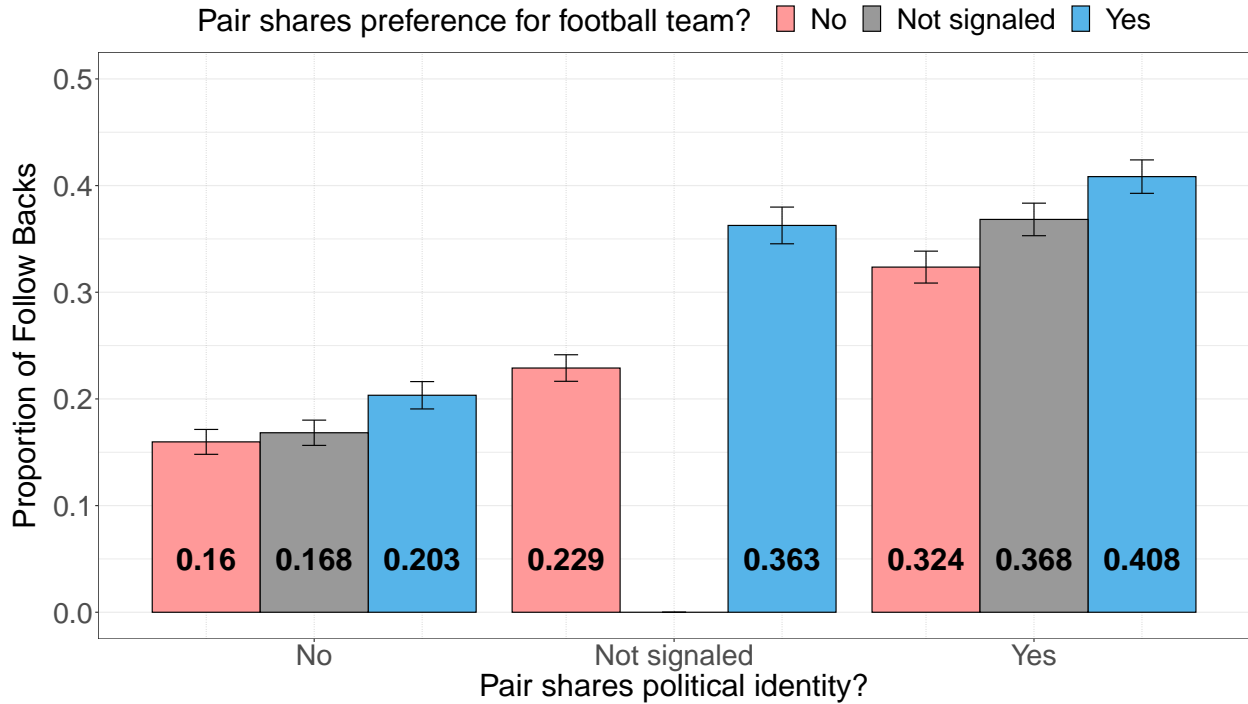 Pair shares preference for football team? No Not signaled Yes
Proportion of Follow Backs
0.5
0.4
0.3
0.2
0.1
0.0
0.16 0.168 0.203 0.229 0.363 0.324 0.368 0.408
No Not signaled Yes
Pair shares political identity?